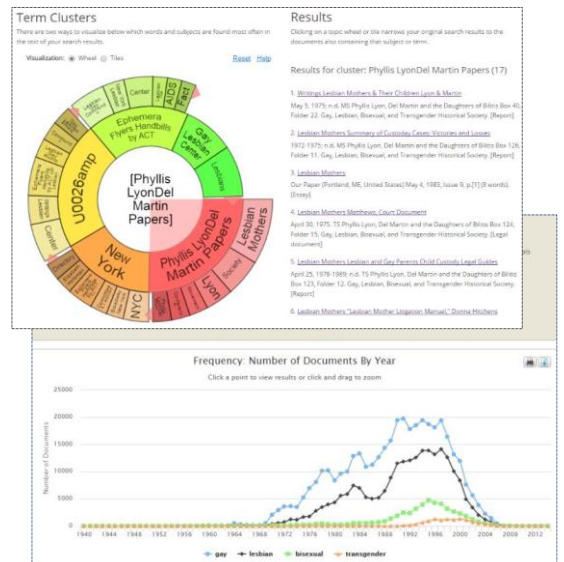 Term Clusters
There are two ways to visualize below which words and subjects are found most often in
the text of your search results.
Visualization: Wheel Tiles
Reset Help
Center
AIDS
Fact
Ephemera
Flyers Handbills
by ACT
Gay
Lesbian
Center
Lesbians
U0026amp
Center
New
York
NYC
Phyllis LyonDel
Martin Papers
Lesbian
Mothers
Society
Lyon
[Phyllis
LyonDel
Martin
Papers]
Results
Clicking on a topic wheel or tile narrows your original search results to the
documents also containing that subject or term.
Results for cluster: Phyllis LyonDel Martin Papers (17)
1. Writings Lesbian Mothers & Their Children Lyon & Martin
May 5, 1975; n.d. MS Phyllis Lyon, Del Martin and the Daughters of Bilitis Box 40,
Folder 22. Gay, Lesbian, Bisexual, and Transgender Historical Society. [Report]
2. Lesbian Mothers Summary of Custoday Cases: Victories and Losses
1972-1975; n.d. MS Phyllis Lyon, Del Martin and the Daughters of Bilitis Box 126,
Folder 11. Gay, Lesbian, Bisexual, and Transgender Historical Society. [Report]
3. Lesbian Mothers
Our Paper (Portland, ME, United States) May 4, 1983, Issue 9, p.[1] (8 words).
[Essay]
4. Lesbian Mothers Matthews, Court Document
April 30, 1975. TS Phyllis Lyon, Del Martin and the Daughters of Bilitis Box 124,
Folder 15. Gay, Lesbian, Bisexual, and Transgender Historical Society. [Legal
document]
5. Lesbian Mothers Lesbian and Gay Parents Child Custody Legal Guides
April 25, 1978-1989; n.d. TS Phyllis Lyon, Del Martin and the Daughters of Bilitis
Box 123, Folder 12. Gay, Lesbian, Bisexual, and Transgender Historical Society.
[Report]
6. Lesbian Mothers "Lesbian Mother Litigation Manual," Donna Hitchens
Frequency: Number of Documents By Year
Click a point to view results or click and drag to zoom
Number of Documents
25000
20000
15000
10000
5000
0
1940 1944 1948 1952 1956 1960 1964 1968 1972 1976 1980 1984 1988 1992 1996 2000 2004 2008 2012
gay lesbian bisexual transgender